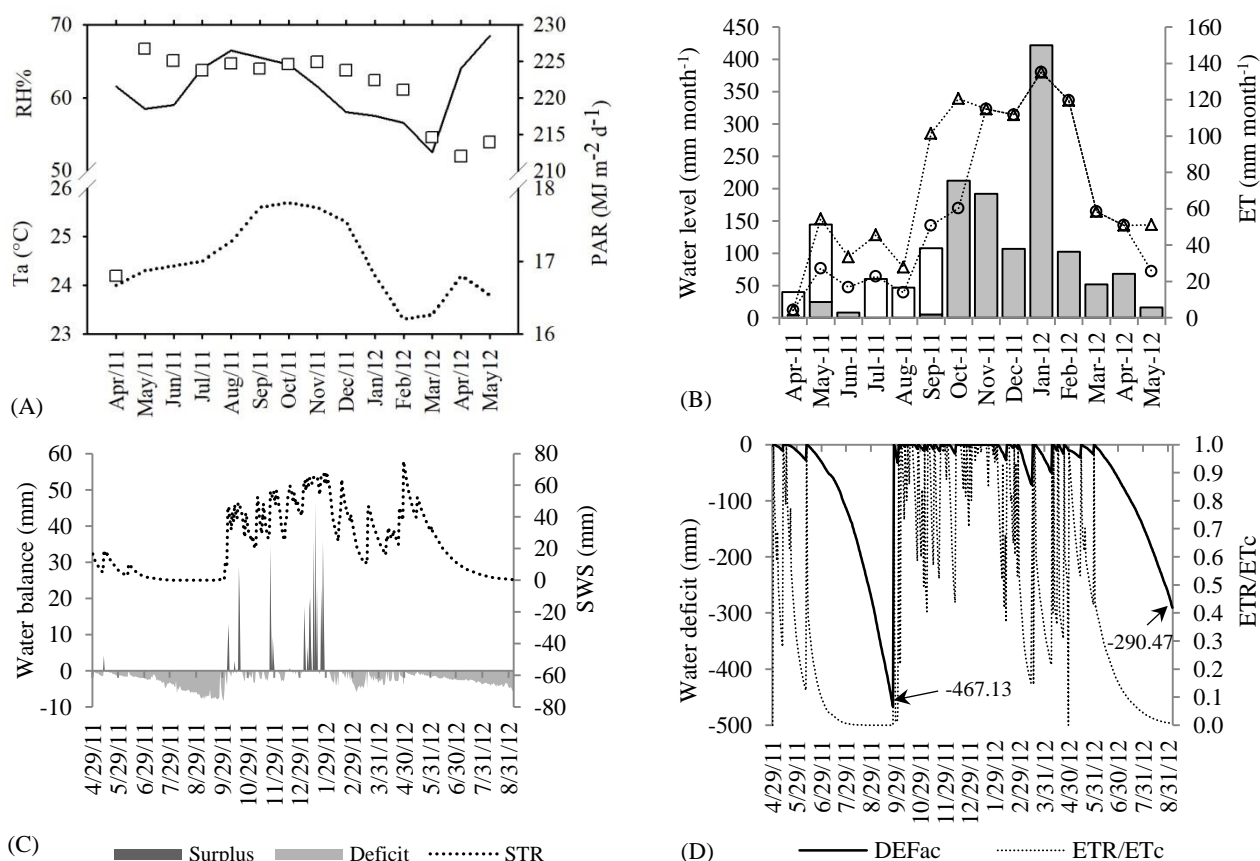 70
60
50
26
25
24
23
RH%
Ta (°C)
230
225
220
215
210
18
17
16
PAR (MJ m-2 d-1)
Apr/11
May/11
Jun/11
Jul/11
Aug/11
Sep/11
Oct/11
Nov/11
Dec/11
Jan/12
Feb/12
Mar/12
Apr/12
May/12
(A)
450
400
350
300
250
200
150
100
50
0
Water level (mm month-1)
160
140
120
100
80
60
40
20
0
ET (mm month-1)
Apr-11
May-11
Jun-11
Jul-11
Aug-11
Sep-11
Oct-11
Nov-11
Dec-11
Jan-12
Feb-12
Mar-12
Apr-12
May-12
(B)
60
50
40
30
20
10
0
-10
Water balance (mm)
80
60
40
20
0
-20
-40
-60
-80
SWS (mm)
4/29/11
5/29/11
6/29/11
7/29/11
8/29/11
9/29/11
10/29/11
11/29/11
12/29/11
1/29/12
2/29/12
3/31/12
4/30/12
5/31/12
6/30/12
7/31/12
8/31/12
(C)
Surplus
Deficit
STR
0
-100
-200
-300
-400
-500
Water deficit (mm)
1.0
0.9
0.8
0.7
0.6
0.5
0.4
0.3
0.2
0.1
0.0
ETR/ETc
-290.47
-467.13
4/29/11
5/29/11
6/29/11
7/29/11
8/29/11
9/29/11
10/29/11
11/29/11
12/29/11
1/29/12
2/29/12
3/31/12
4/30/12
5/31/12
6/30/12
7/31/12
8/31/12
(D)
DEFac
ETR/ETc